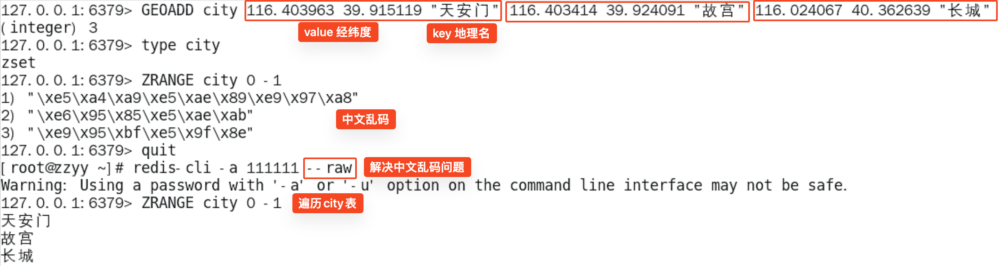 127.0.0.1:6379> GEOADD city 116.403963 39.915119 "天安门" 116.403414 39.924091 "故宫" 116.024067 40.362639 "长城"
(integer) 3
value 经纬度
key 地理名
127.0.0.1:6379> type city
zset
127.0.0.1:6379> ZRANGE city 0 -1
1) "\xe5\xa4\xa9\xe5\xae\x89\xe9\x97\xa8"
2) "\xe6\x95\x85\xe5\xae\xab"
中文乱码
3) "\xe9\x95\xbf\xe5\x9f\x8e"
127.0.0.1:6379> quit
[root@zzyy ~]# redis-cli -a 111111 --raw
解决中文乱码问题
Warning: Using a password with '-a' or '-u' option on the command line interface may not be safe.
127.0.0.1:6379> ZRANGE city 0 -1
遍历city表
天安门
故宫
长城